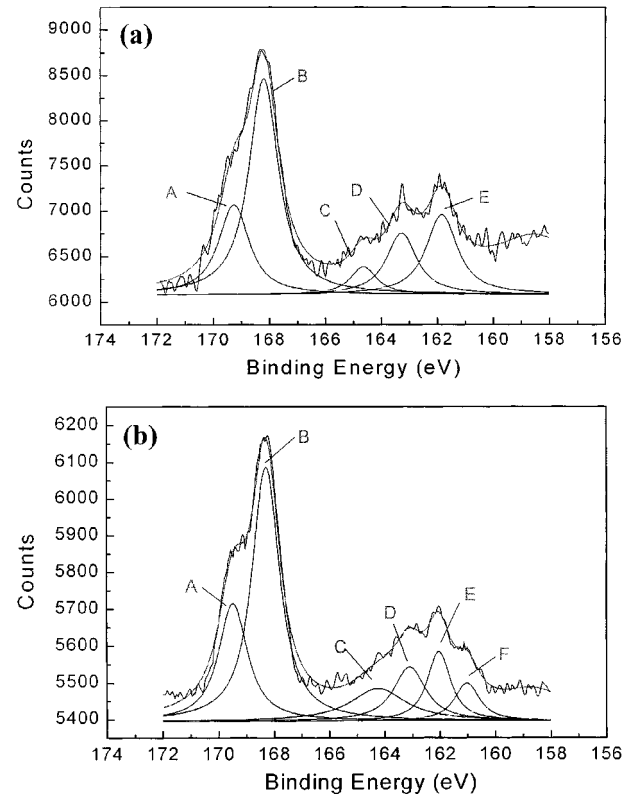 (a)
9000
8500
8000
7500
7000
6500
6000
Counts
A
B
C
D
E
174 172 170 168 166 164 162 160 158 156
Binding Energy (eV)
(b)
6200
6100
6000
5900
5800
5700
5600
5500
5400
Counts
A
B
C
D
E
F
174 172 170 168 166 164 162 160 158 156
Binding Energy (eV)